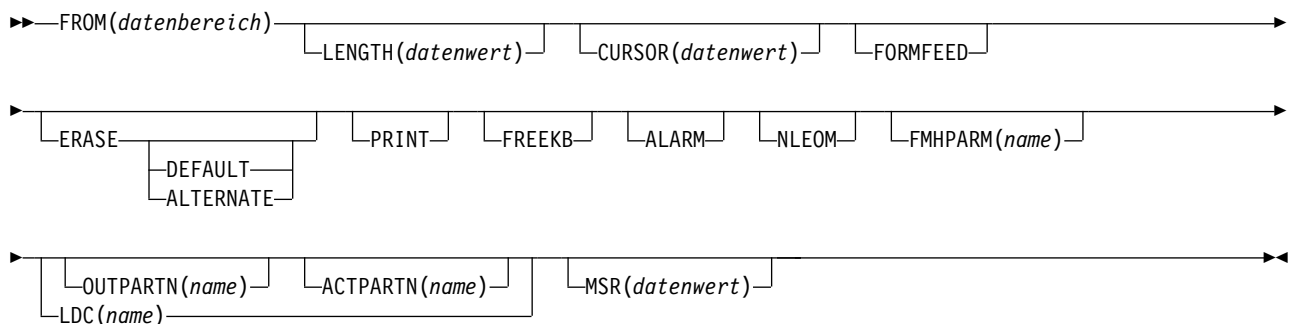 FROM(datenbereich)
LENGTH(datenwert) CURSOR(datenwert) FORMFEED
ERASE PRINT FREEKB ALARM NLEOM FMHPARM(name)
DEFAULT
ALTERNATE
OUTPARTN(name) ACTPARTN(name) MSR(datenwert)
LDC(name)